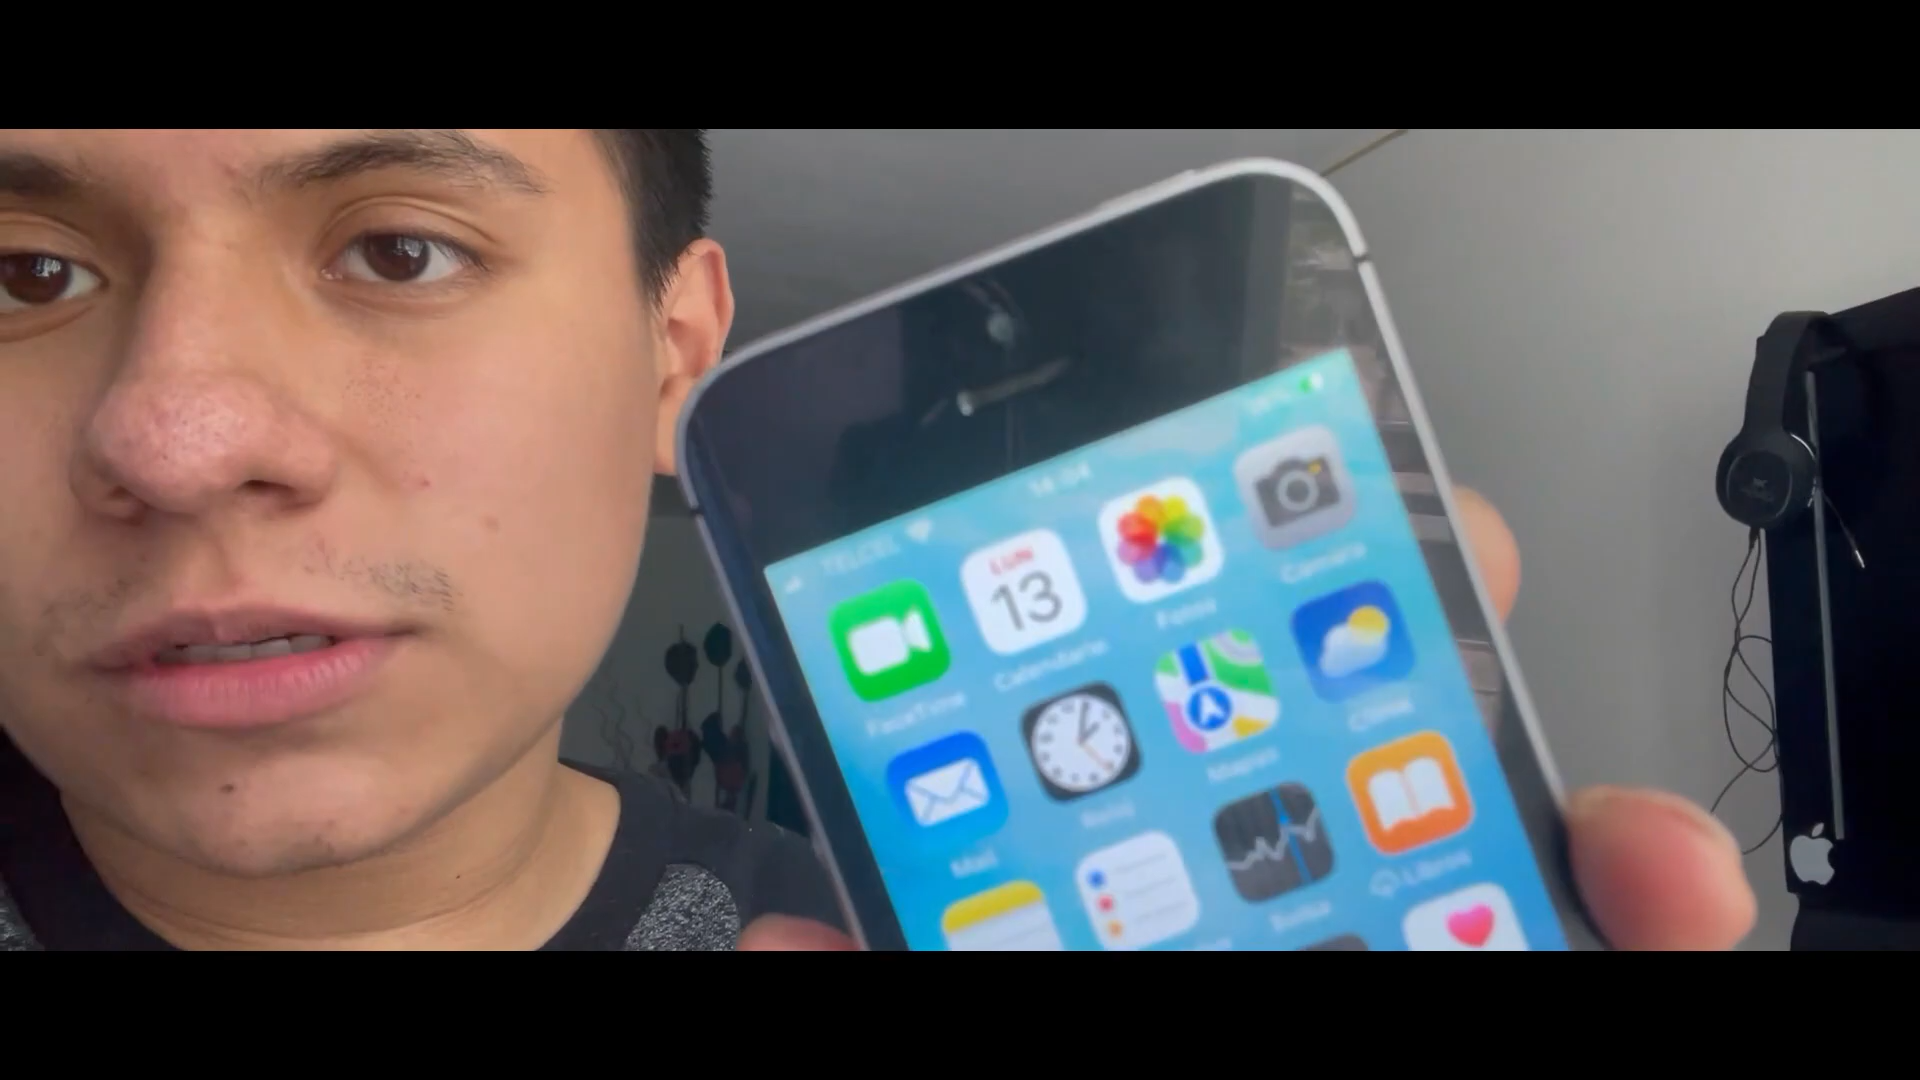 TELCEL 14:04
LUN
13
FaceTime Calendario Fotos Cámara
Mail Reloj Mapas Clima
Bolsa Libros